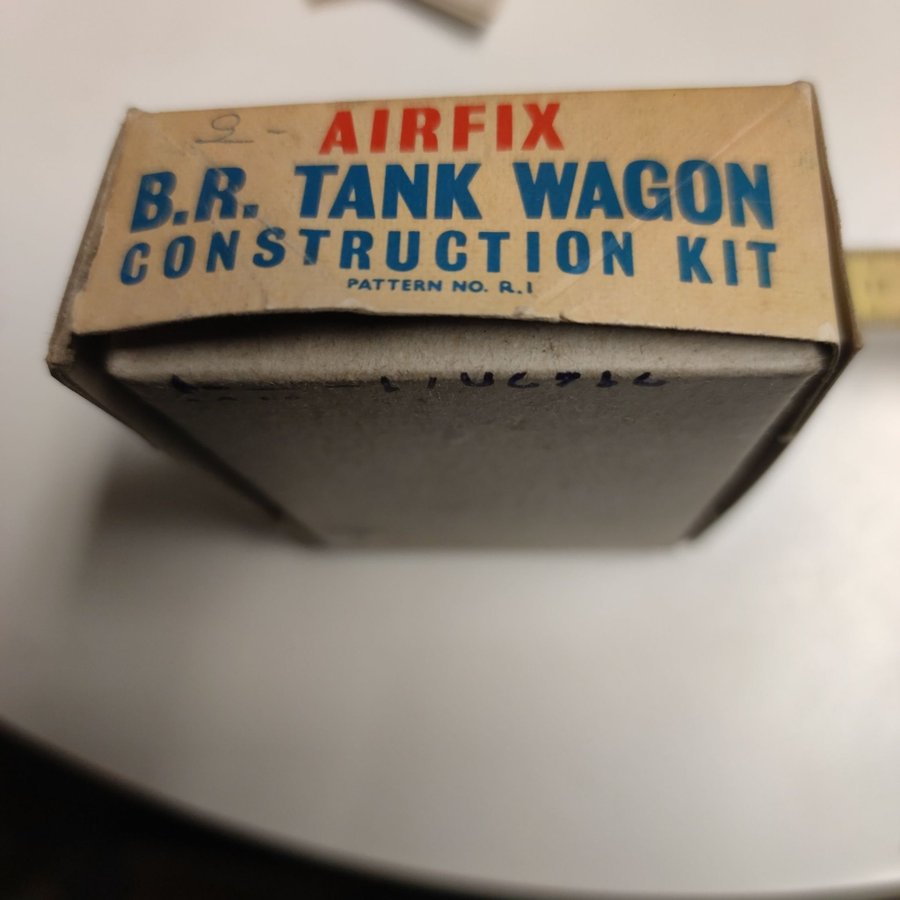 AIRFIX
B.R. TANK WAGON
CONSTRUCTION KIT
PATTERN NO. R.1